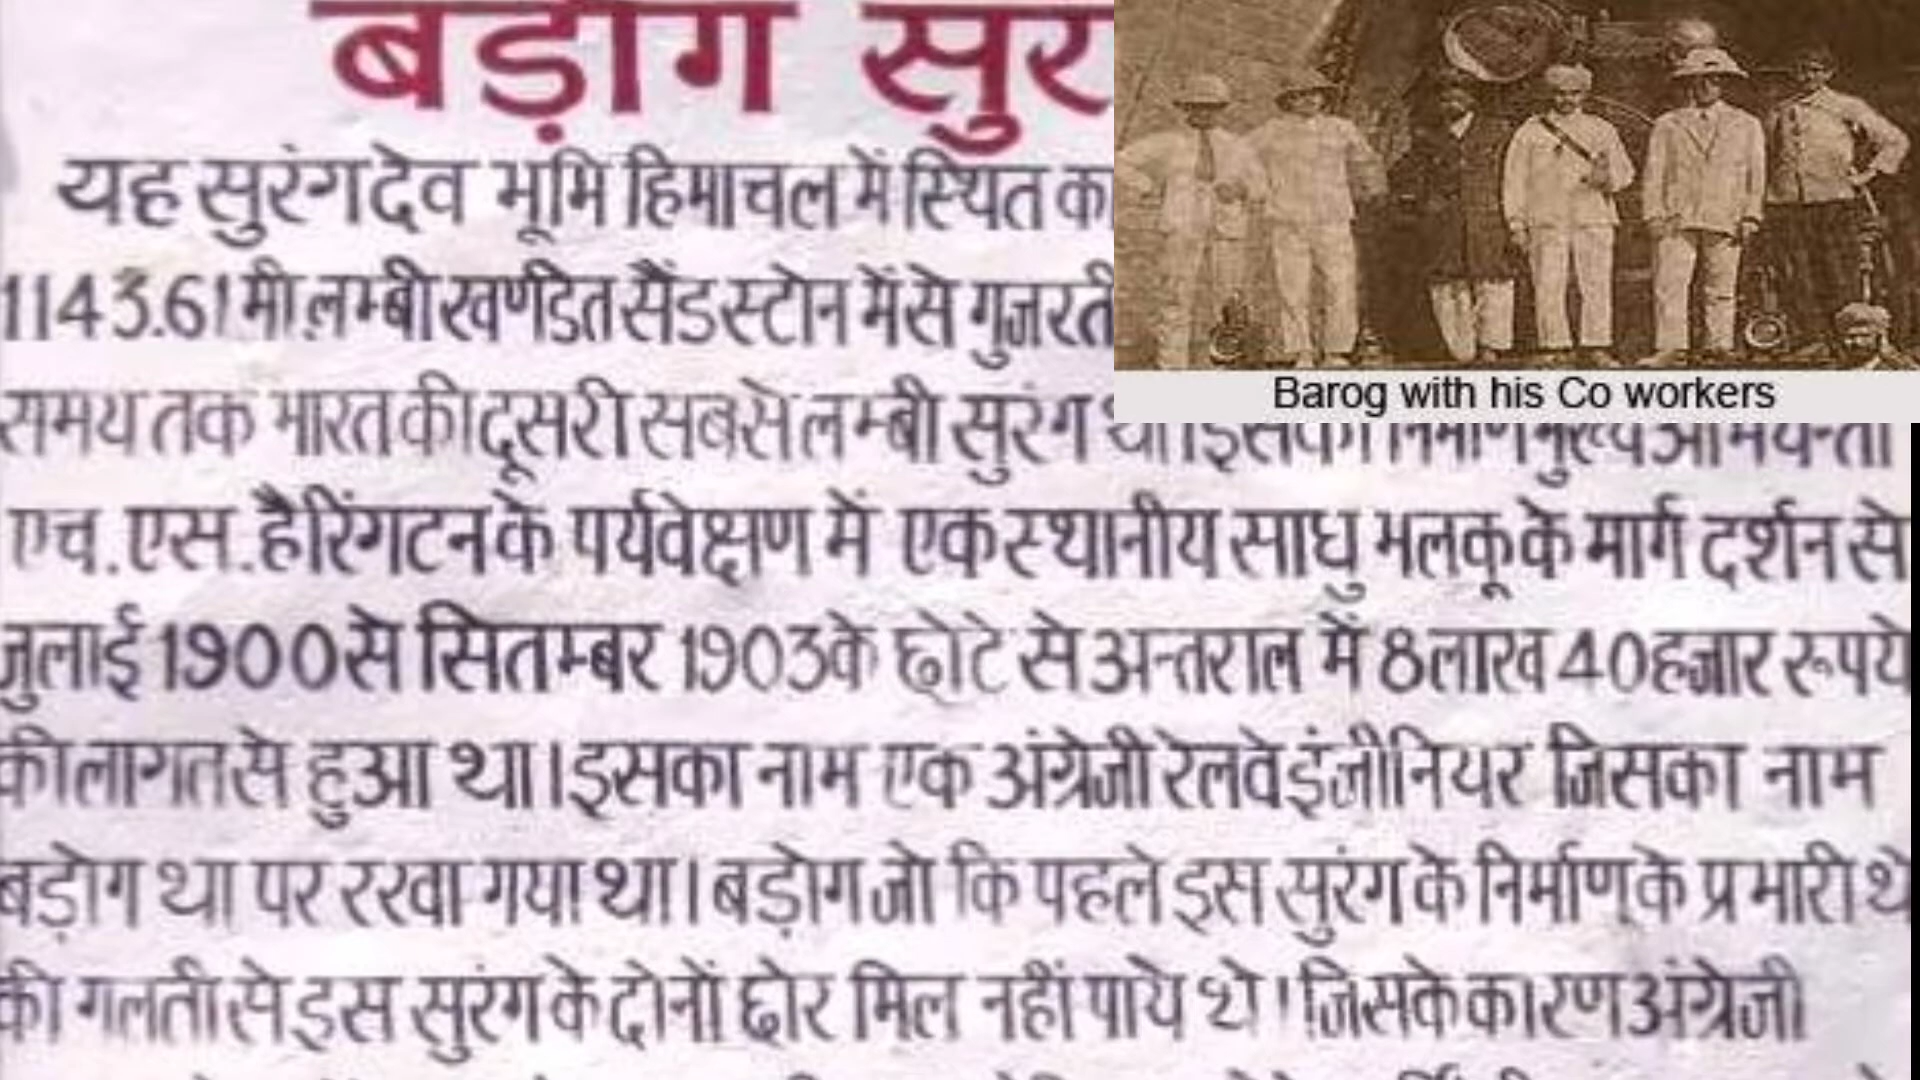 बड़ोग सुर
यह सुरंग देव भूमि हिमाचल में स्थित का
1143.61 मी. लम्बी खण्डित सैंडस्टोन में से गुजरती
समय तक भारत की दूसरी सबसे लम्बी सुरंग थी। इसका निर्माण मुख्य अभियन्ता
एच.एस.हैरिंगटन के पर्यवेक्षण में एक स्थानीय साधु भलकू के मार्ग दर्शन से
जुलाई 1900 से सितम्बर 1903 के छोटे से अन्तराल में 8 लाख 40 हजार रूपये
की लागत से हुआ था। इसका नाम एक अंग्रेजी रेलवे इंजीनियर जिसका नाम
बड़ोग था पर रखा गया था। बड़ोग जो कि पहले इस सुरंग के निर्माण के प्रभारी थे
की गलती से इस सुरंग के दोनों छोर मिल नहीं पाये थे। जिसके कारण अंग्रेजी
Barog with his Co workers